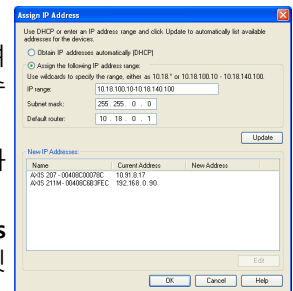 Assign IP Address
Use DHCP or enter an IP address range and click Update to automatically list available
addresses for the devices.
Obtain IP addresses automatically (DHCP)
Assign the following IP address range:
Use wildcards to specify the range, either as 10.18.* or 10.18.100.10 - 10.18.140.100.
IP range: 10.18.100.10-10.18.140.100
Subnet mask: 255 . 255 . 0 . 0
Default router: 10 . 18 . 0 . 1
Update
New IP Addresses:
Name Current Address New Address
AXIS 207 - 00408C00078C 10.91.8.17
AXIS 211M - 00408C6B3FEC 192.168.0.90
Edit
OK Cancel Help
s